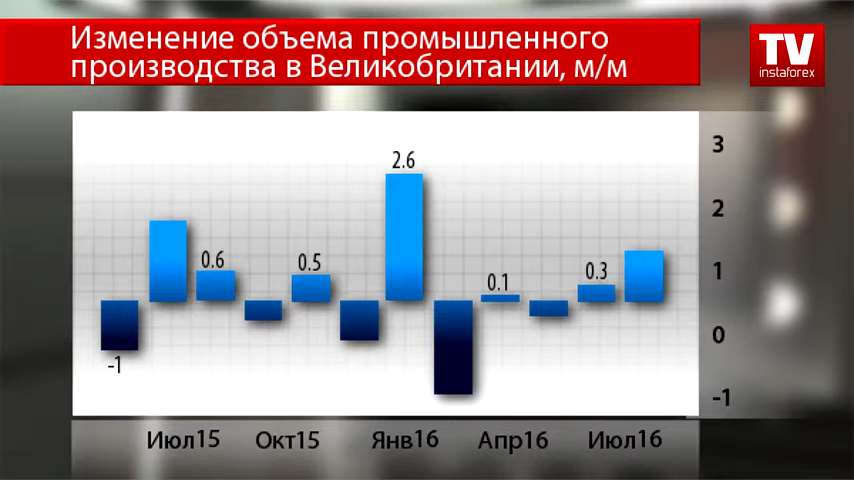 Изменение объема промышленного
производства в Великобритании, м/м
TV
instaforex
3
2.6
2
0.6
0.5
1
0.3
0.1
0
-1
-1
Июл15 Окт15 Янв16 Апр16 Июл16